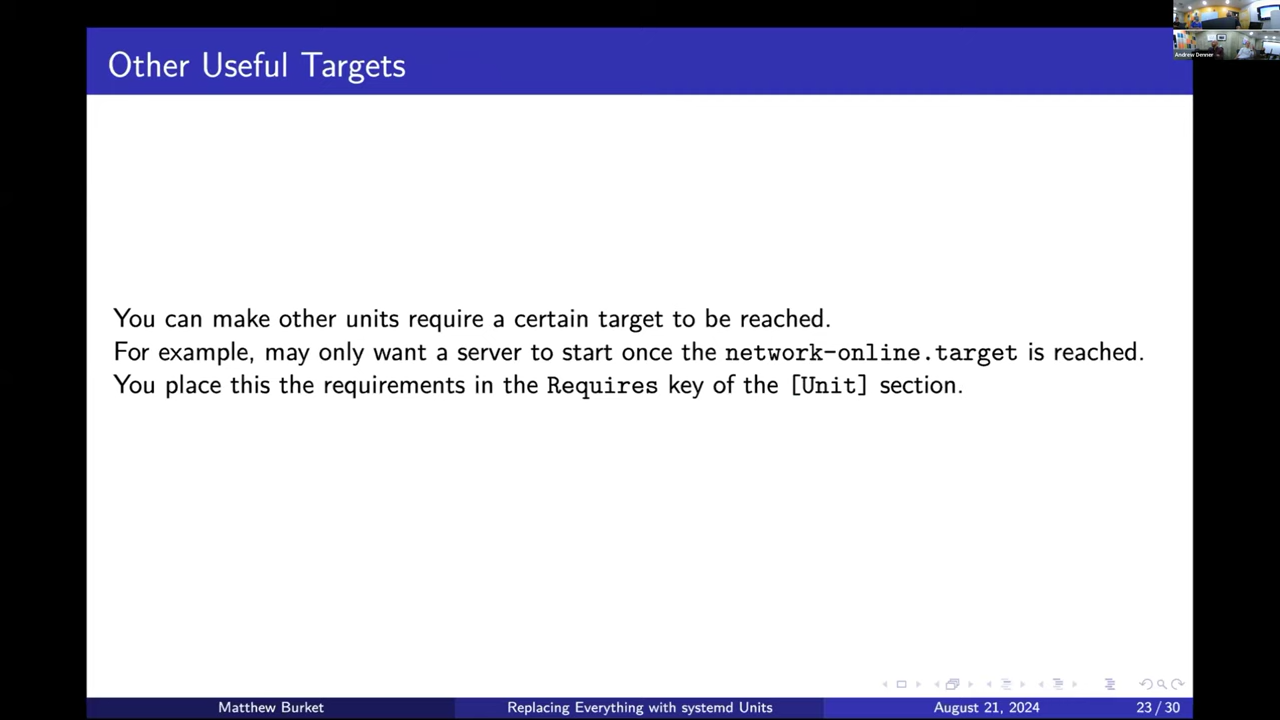 Other Useful Targets
Andrew Denner
You can make other units require a certain target to be reached.
For example, may only want a server to start once the network-online.target is reached.
You place this the requirements in the Requires key of the [Unit] section.
Matthew Burket
Replacing Everything with systemd Units
August 21, 2024
23 / 30